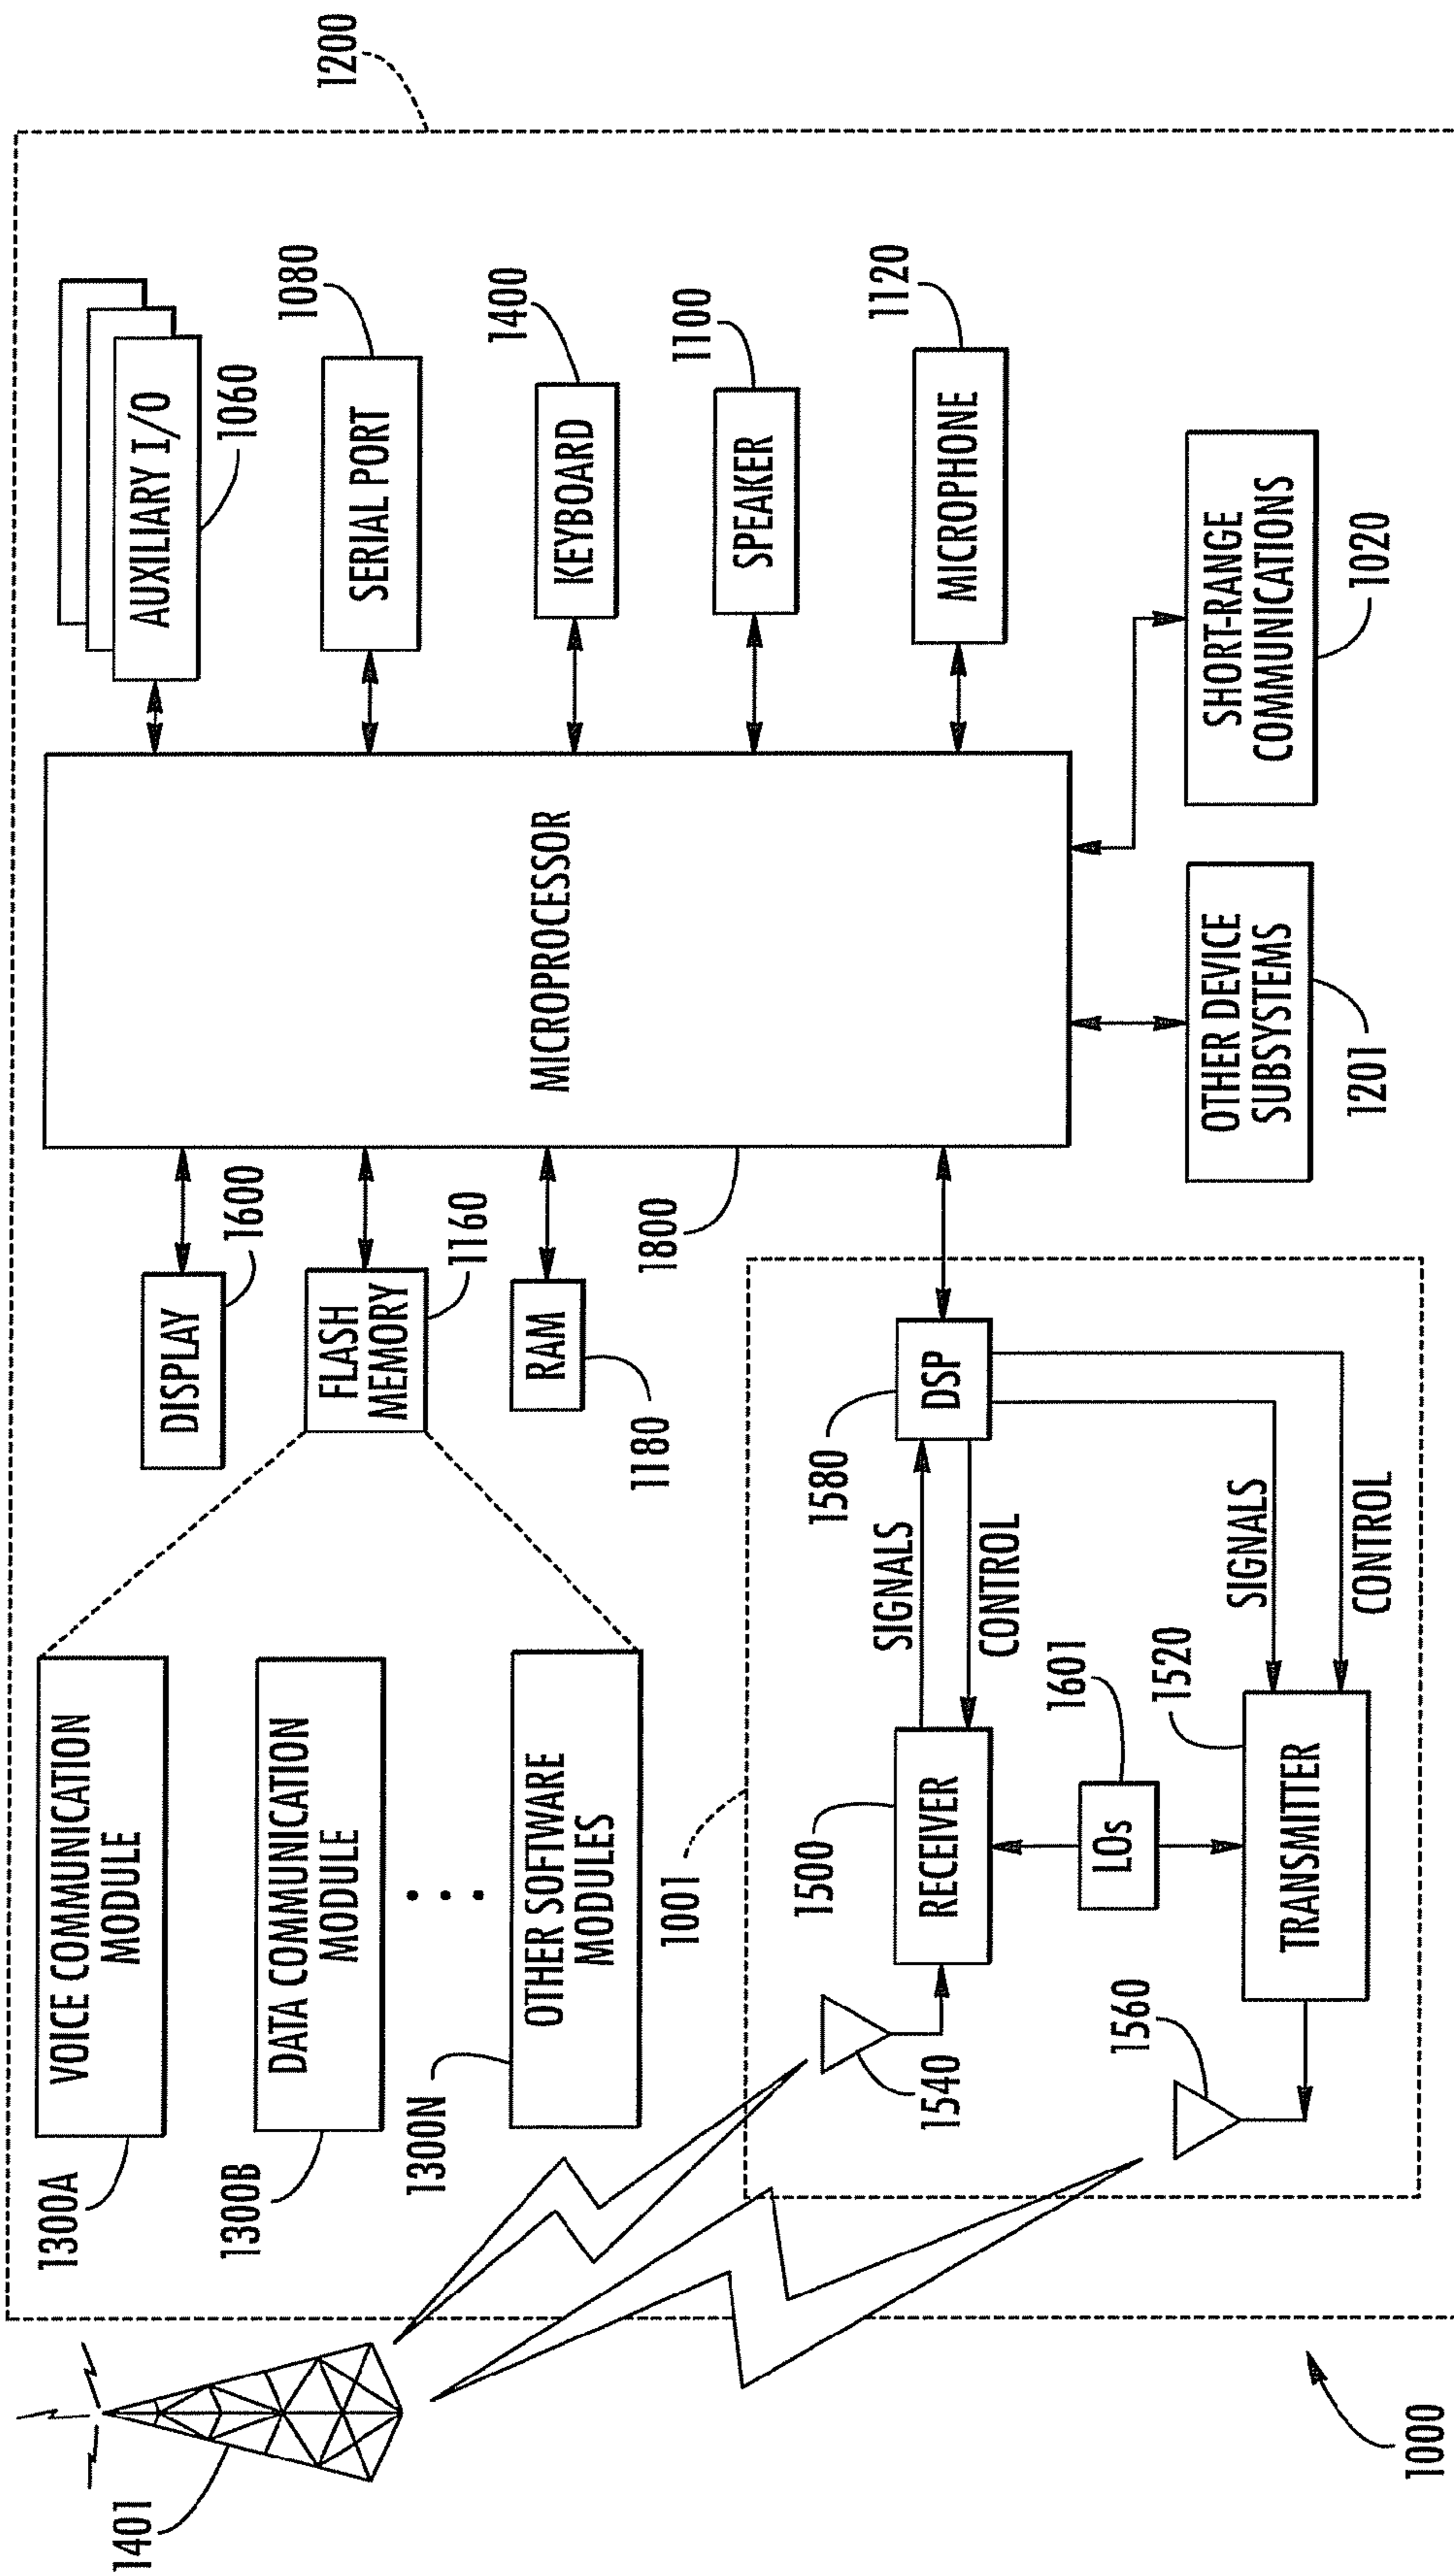 1401
1300A
VOICE COMMUNICATION
MODULE
1300B
DATA COMMUNICATION
MODULE
1300N
OTHER SOFTWARE
MODULES
DISPLAY
1600
FLASH
MEMORY
1160
RAM
1180
MICROPROCESSOR
1800
AUXILIARY I/O
1060
SERIAL PORT
1080
KEYBOARD
1400
SPEAKER
1100
MICROPHONE
1120
1200
1001
1500
RECEIVER
1540
SIGNALS
CONTROL
1580
DSP
LOs
1601
1560
TRANSMITTER
1520
SIGNALS
CONTROL
OTHER DEVICE
SUBSYSTEMS
1201
SHORT-RANGE
COMMUNICATIONS
1020
1000